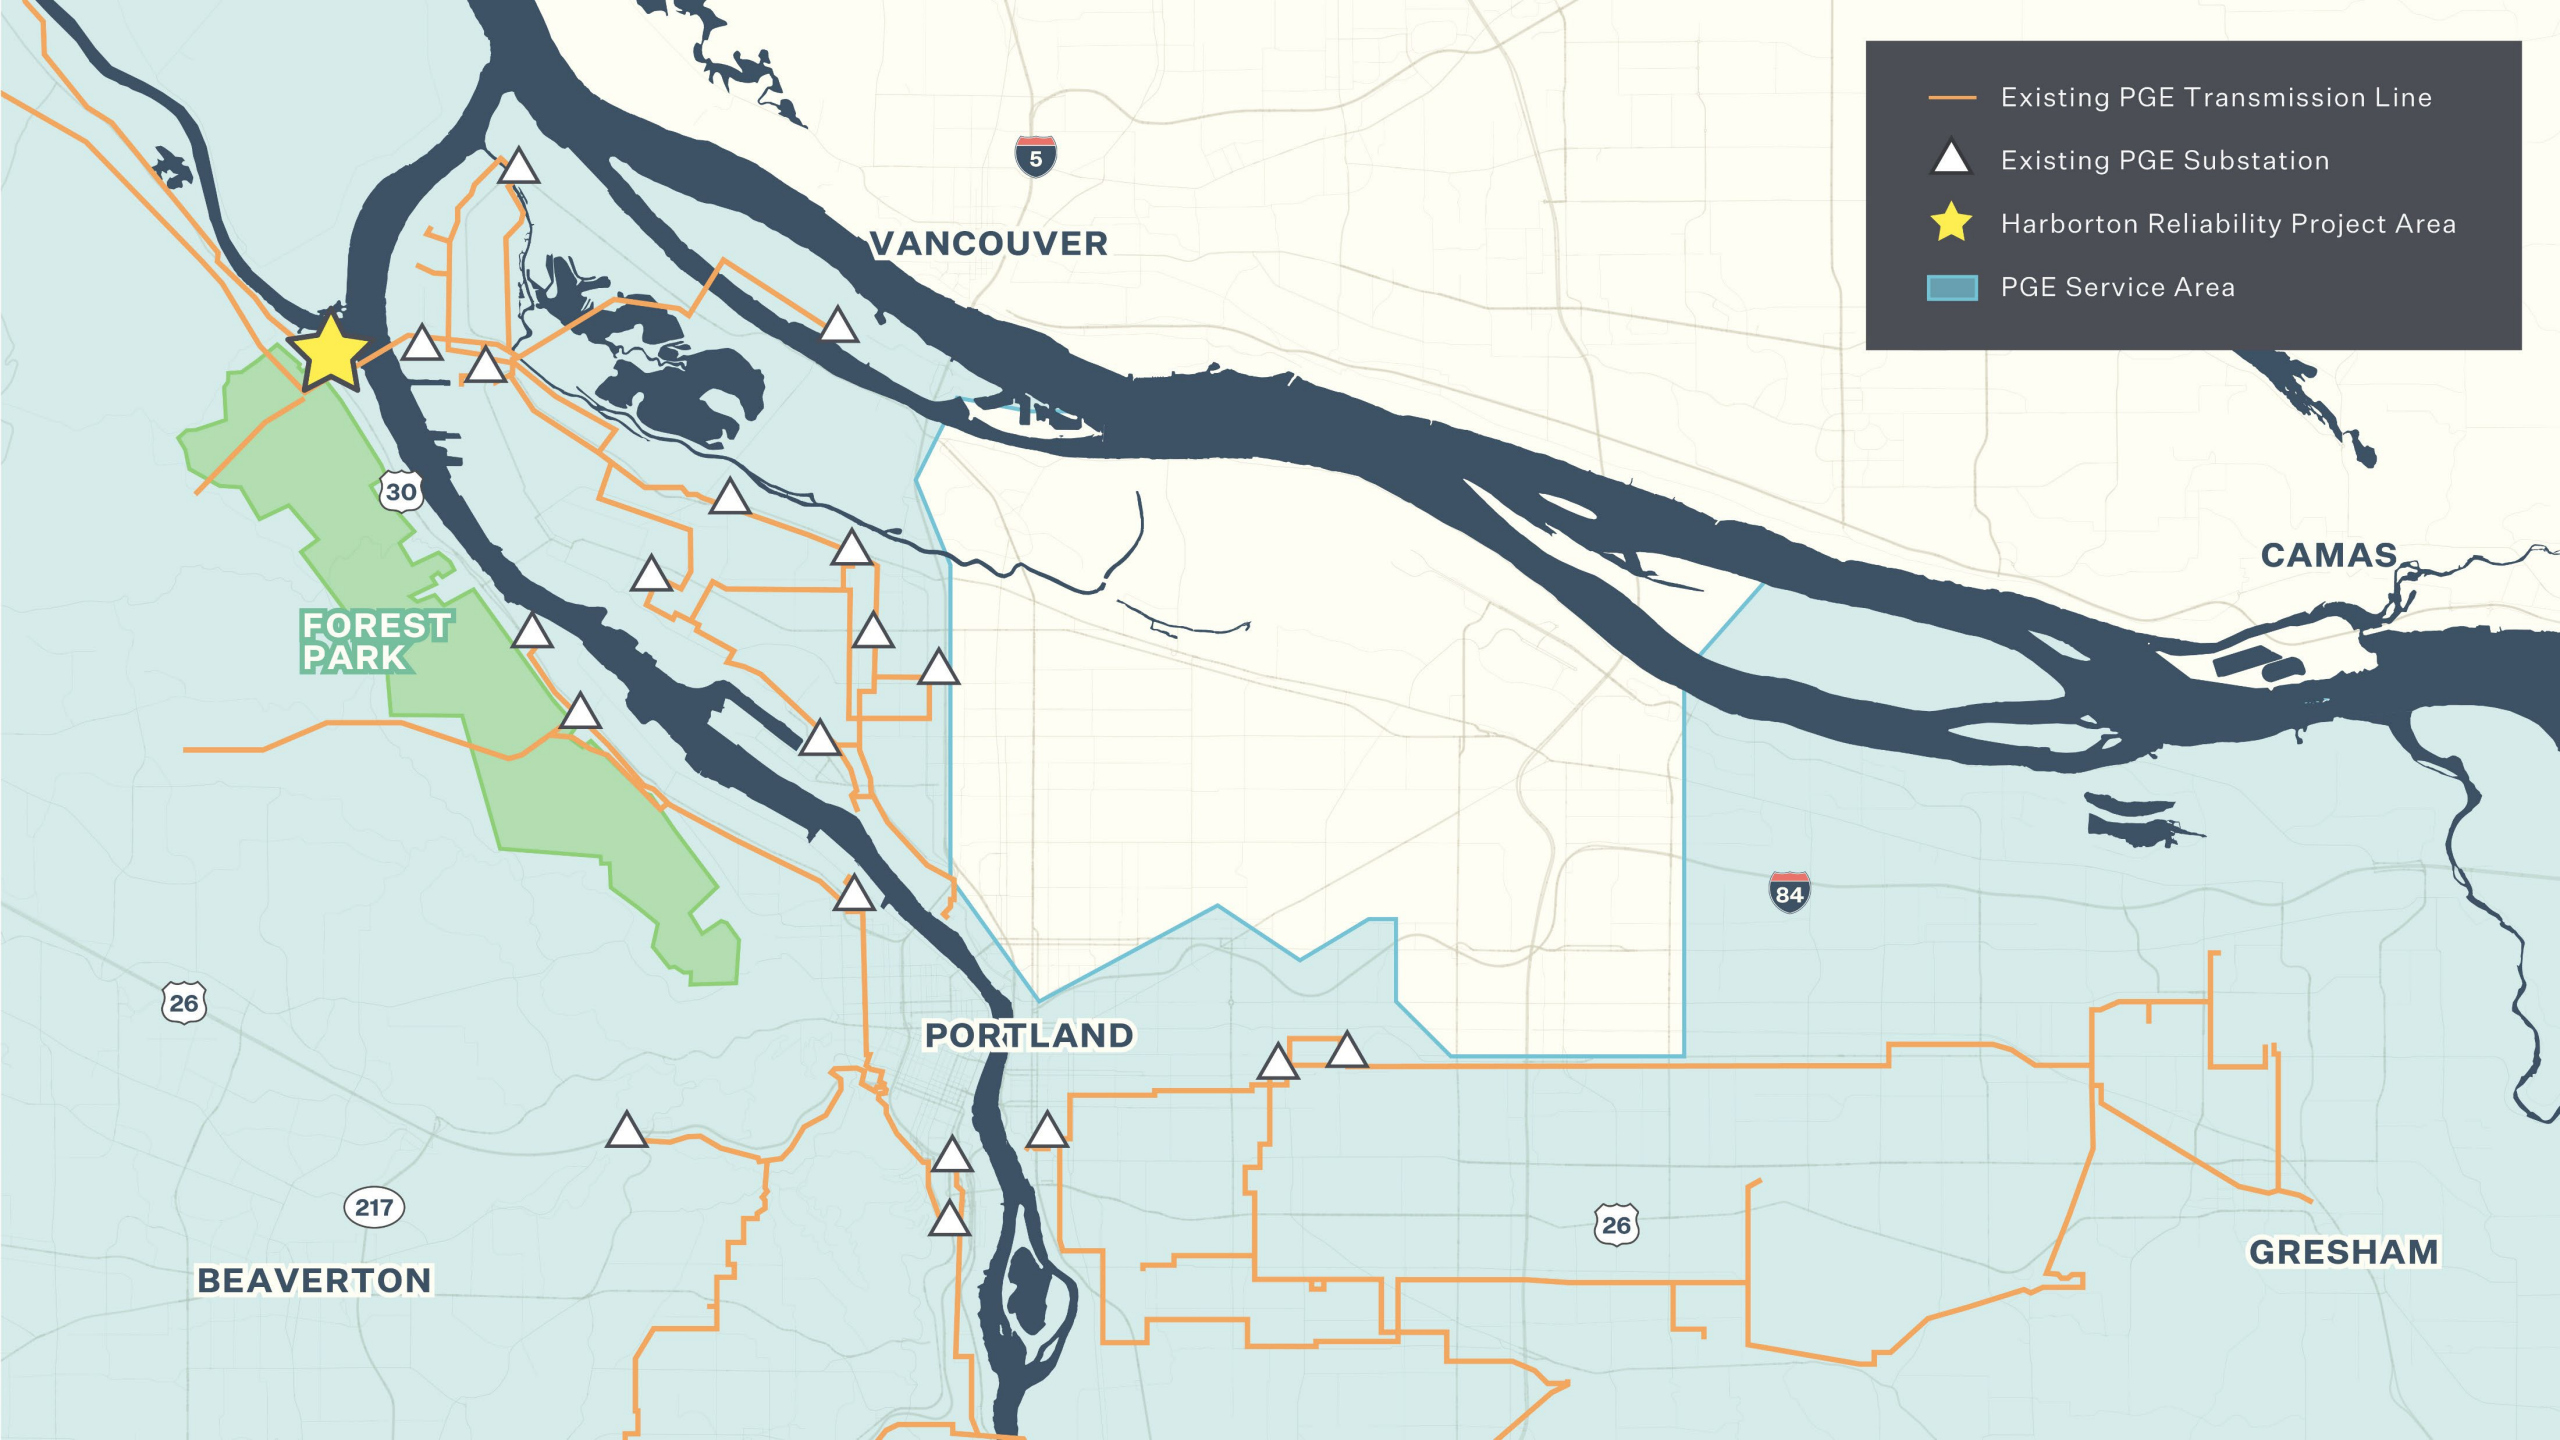 Existing PGE Transmission Line
Existing PGE Substation
Harborton Reliability Project Area
PGE Service Area
5
VANCOUVER
30
CAMAS
FOREST
PARK
84
26
PORTLAND
217
26
BEAVERTON
GRESHAM